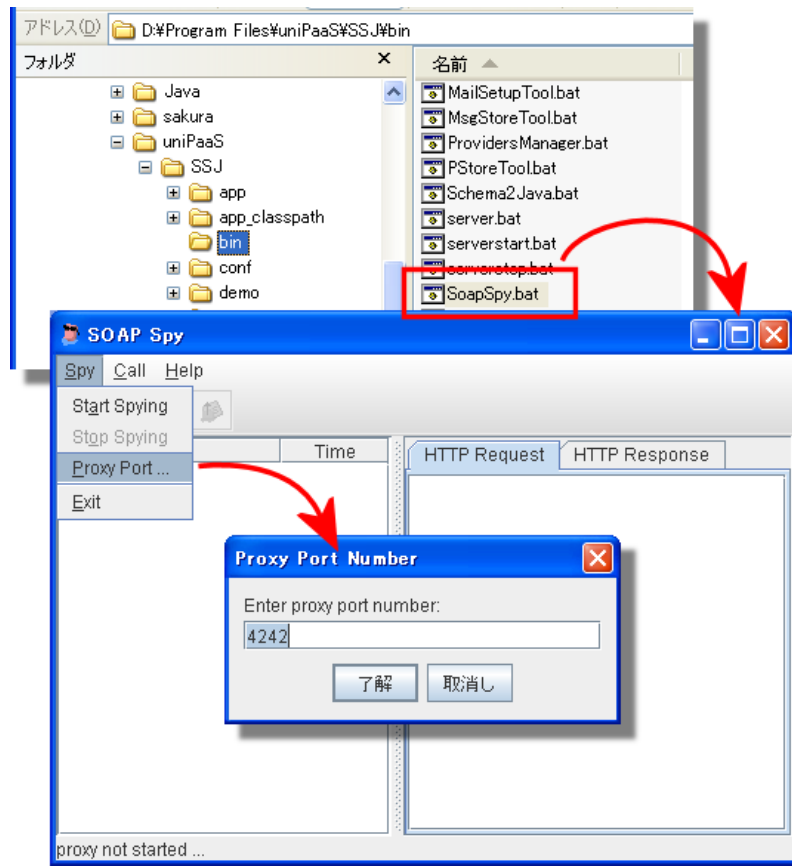 アドレス(D) D:¥Program Files¥uniPaaS¥SSJ¥bin
フォルダ ×
名前
Java
sakura
uniPaaS
SSJ
app
app_classpath
bin
conf
demo
MailSetupTool.bat
MsgStoreTool.bat
ProvidersManager.bat
PStoreTool.bat
Schema2Java.bat
server.bat
serverstart.bat
serverstop.bat
SoapSpy.bat
SOAP Spy
Spy Call Help
Start Spying
Stop Spying
Proxy Port ...
Exit
Time
HTTP Request HTTP Response
Proxy Port Number
Enter proxy port number:
4242
了解 取消し
proxy not started ...